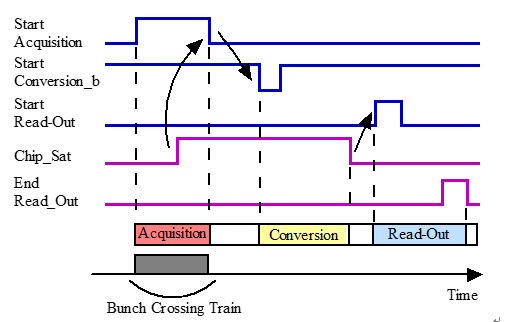 Start
Acquisition
Start
Conversion_b
Start
Read-Out
Chip_Sat
End
Read_Out
Acquisition
Conversion
Read-Out
Time
Bunch Crossing Train